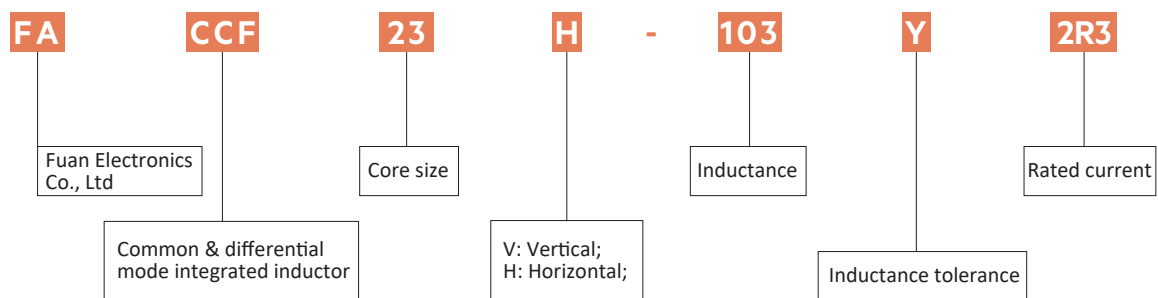 FA CCF 23 H - 103 Y 2R3
Fuan Electronics
Co., Ltd
Core size
Inductance
Rated current
Common & differential
mode integrated inductor
V: Vertical;
H: Horizontal;
Inductance tolerance